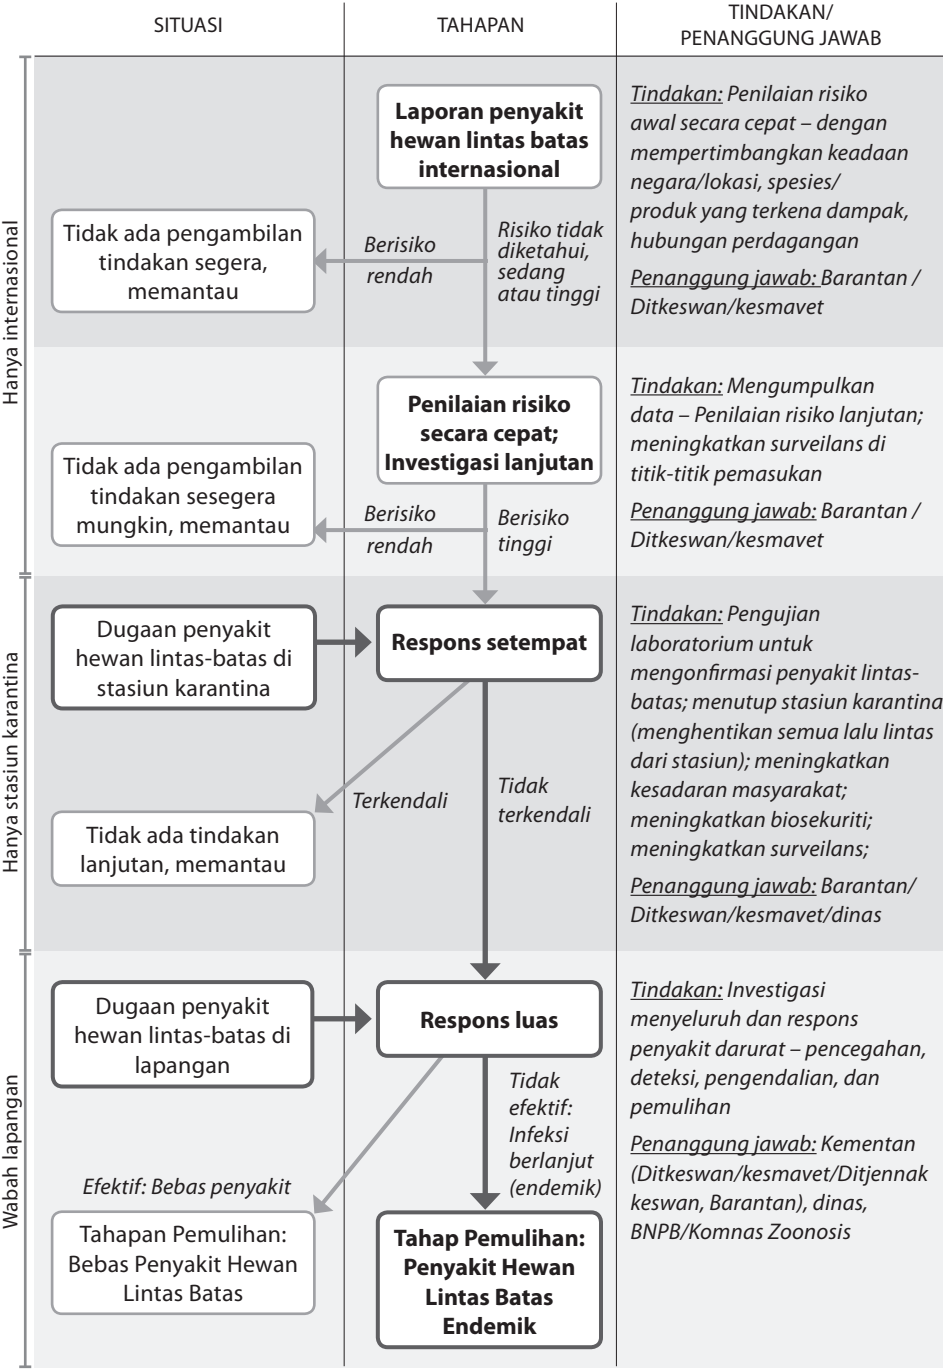 SITUASI
TAHAPAN
TINDAKAN/
PENANGGUNG JAWAB
Hanya internasional
Laporan penyakit
hewan lintas batas
internasional
Tindakan: Penilaian risiko
awal secara cepat – dengan
mempertimbangkan keadaan
negara/lokasi, spesies/
produk yang terkena dampak,
hubungan perdagangan
Penanggung jawab: Barantan /
Ditkeswan/kesmavet
Tidak ada pengambilan
tindakan segera,
memantau
Berisiko
rendah
Risiko tidak
diketahui,
sedang
atau tinggi
Penilaian risiko
secara cepat;
Investigasi lanjutan
Tindakan: Mengumpulkan
data – Penilaian risiko lanjutan;
meningkatkan surveilans di
titik-titik pemasukan
Penanggung jawab: Barantan /
Ditkeswan/kesmavet
Tidak ada pengambilan
tindakan sesegera
mungkin, memantau
Berisiko
rendah
Berisiko
tinggi
Hanya stasiun karantina
Dugaan penyakit
hewan lintas-batas di
stasiun karantina
Respons setempat
Tindakan: Pengujian
laboratorium untuk
mengonfirmasi penyakit lintas-
batas; menutup stasiun karantina
(menghentikan semua lalu lintas
dari stasiun); meningkatkan
kesadaran masyarakat;
meningkatkan biosekuriti;
meningkatkan surveilans;
Penanggung jawab: Barantan/
Ditkeswan/kesmavet/dinas
Terkendali
Tidak
terkendali
Tidak ada tindakan
lanjutan, memantau
Wabah lapangan
Dugaan penyakit
hewan lintas-batas di
lapangan
Respons luas
Tindakan: Investigasi
menyeluruh dan respons
penyakit darurat – pencegahan,
deteksi, pengendalian, dan
pemulihan
Penanggung jawab: Kementan
(Ditkeswan/kesmavet/Ditjennak
keswan, Barantan), dinas,
BNPB/Komnas Zoonosis
Efektif: Bebas penyakit
Tidak
efektif:
Infeksi
berlanjut
(endemik)
Tahapan Pemulihan:
Bebas Penyakit Hewan
Lintas Batas
Tahap Pemulihan:
Penyakit Hewan
Lintas Batas
Endemik